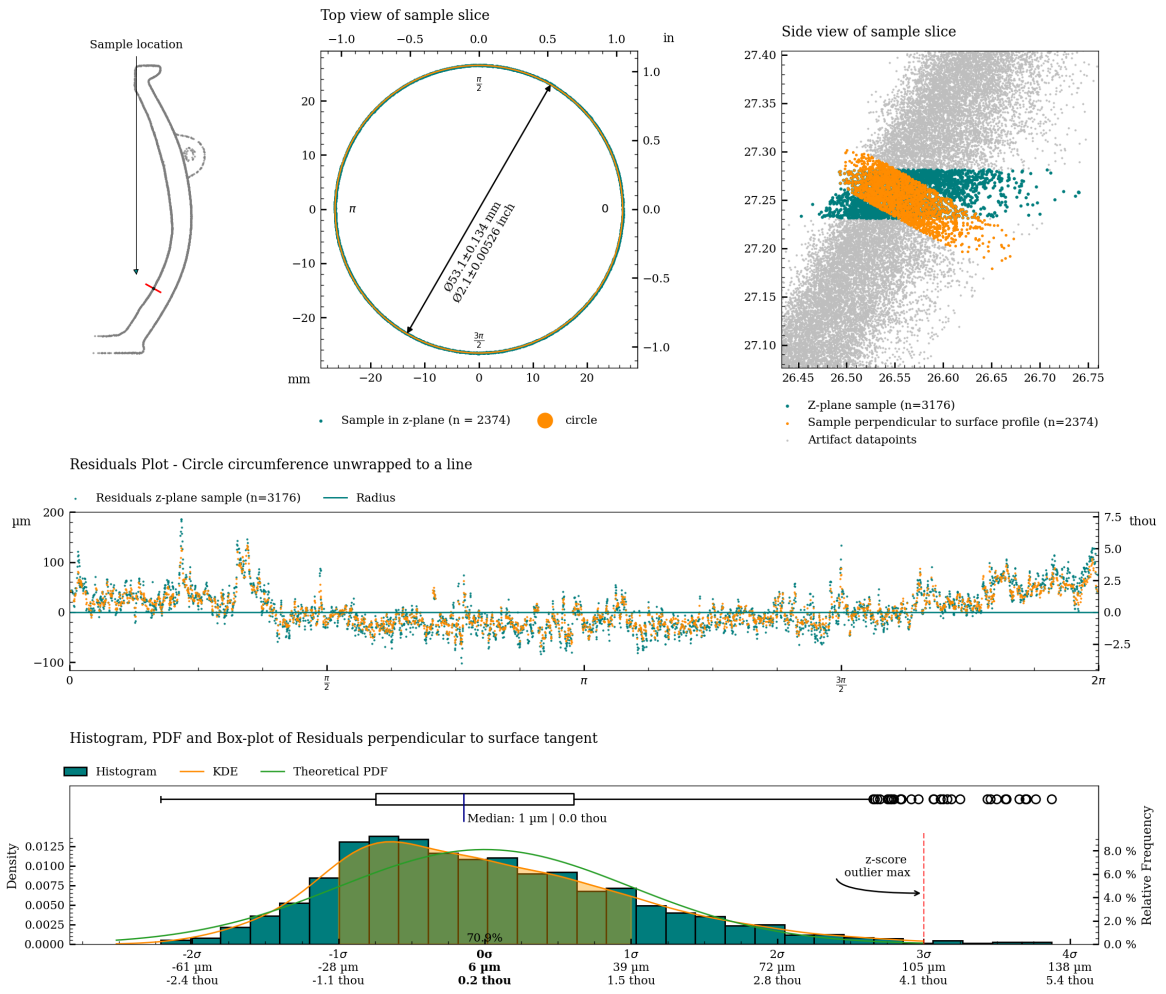 Sample location
Top view of sample slice
−1.0 −0.5 0.0 0.5 1.0 in
20
10
0
−10
−20
1.0
0.5
0.0
−0.5
−1.0
π/2
π
0
3π/2
Ø53.1±0.134 mm
Ø2.1±0.00526 inch
mm −20 −10 0 10 20
Sample in z-plane (n = 2374) circle
Side view of sample slice
27.40
27.35
27.30
27.25
27.20
27.15
27.10
26.45 26.50 26.55 26.60 26.65 26.70 26.75
Z-plane sample (n=3176)
Sample perpendicular to surface profile (n=2374)
Artifact datapoints
Residuals Plot - Circle circumference unwrapped to a line
Residuals z-plane sample (n=3176) Radius
µm
200
100
0
−100
thou
7.5
5.0
2.5
0.0
−2.5
0 π/2 π 3π/2 2π
Histogram, PDF and Box-plot of Residuals perpendicular to surface tangent
Histogram KDE Theoretical PDF
Median: 1 µm | 0.0 thou
Density
0.0125
0.0100
0.0075
0.0050
0.0025
0.0000
z-score
outlier max
70.9%
8.0 %
6.0 %
4.0 %
2.0 %
0.0 %
Relative Frequency
-2σ -1σ 0σ 1σ 2σ 3σ 4σ
-61 µm -28 µm 6 µm 39 µm 72 µm 105 µm 138 µm
-2.4 thou -1.1 thou 0.2 thou 1.5 thou 2.8 thou 4.1 thou 5.4 thou